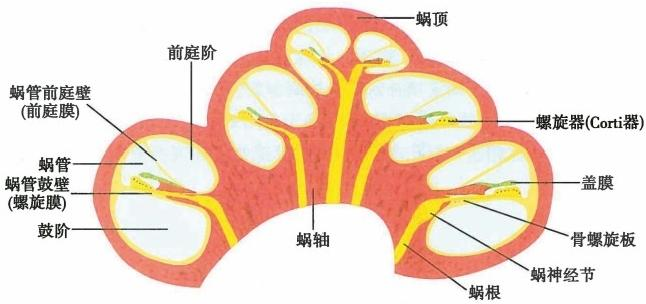 蜗顶
前庭阶
蜗管前庭壁
(前庭膜)
螺旋器(Corti器)
蜗管
蜗管鼓壁
(螺旋膜)
盖膜
鼓阶
蜗轴
骨螺旋板
蜗神经节
蜗根